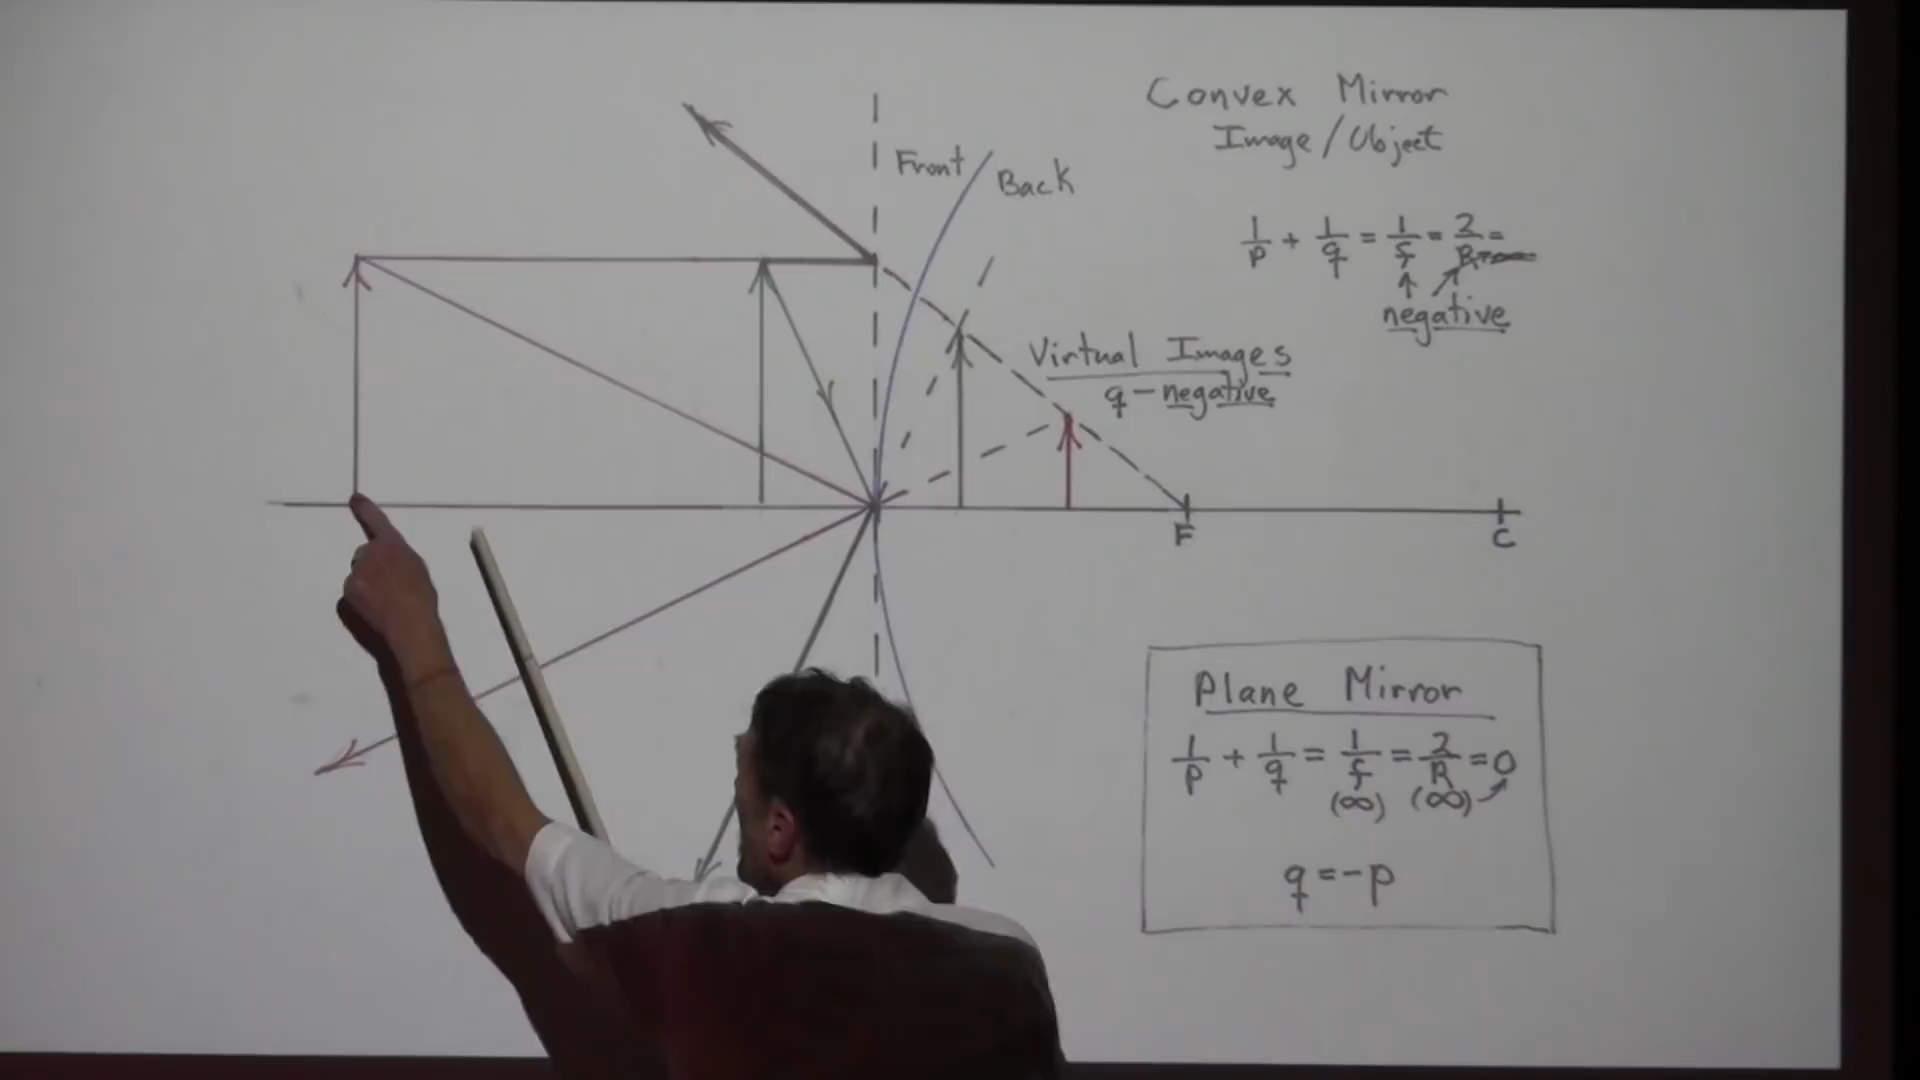 Convex Mirror
Image / Object
Front
Back
1/p + 1/q = 1/f = 2/R =
negative
Virtual Images
q - negative
F
C
Plane Mirror
1/p + 1/q = 1/f = 2/R = 0
(∞) (∞)
q = -p